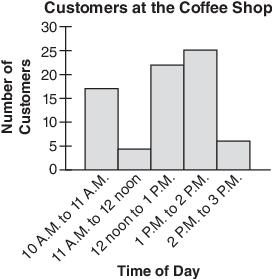 Customers at the Coffee Shop
Number of
Customers
30
25
20
15
10
5
0
10 A.M. to 11 A.M.
11 A.M. to 12 noon
12 noon to 1 P.M.
1 P.M. to 2 P.M.
2 P.M. to 3 P.M.
Time of Day